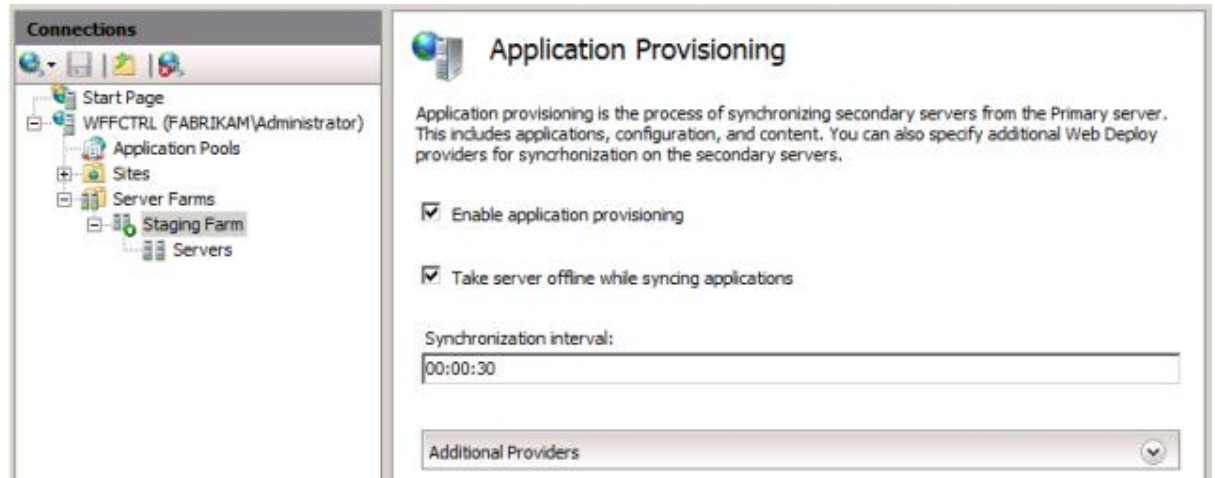 Connections
Start Page
WFFCTRL (FABRIKAM\Administrator)
Application Pools
Sites
Server Farms
Staging Farm
Servers
Application Provisioning
Application provisioning is the process of synchronizing secondary servers from the Primary server.
This includes applications, configuration, and content. You can also specify additional Web Deploy
providers for syncrhonization on the secondary servers.
Enable application provisioning
Take server offline while syncing applications
Synchronization interval:
00:00:30
Additional Providers